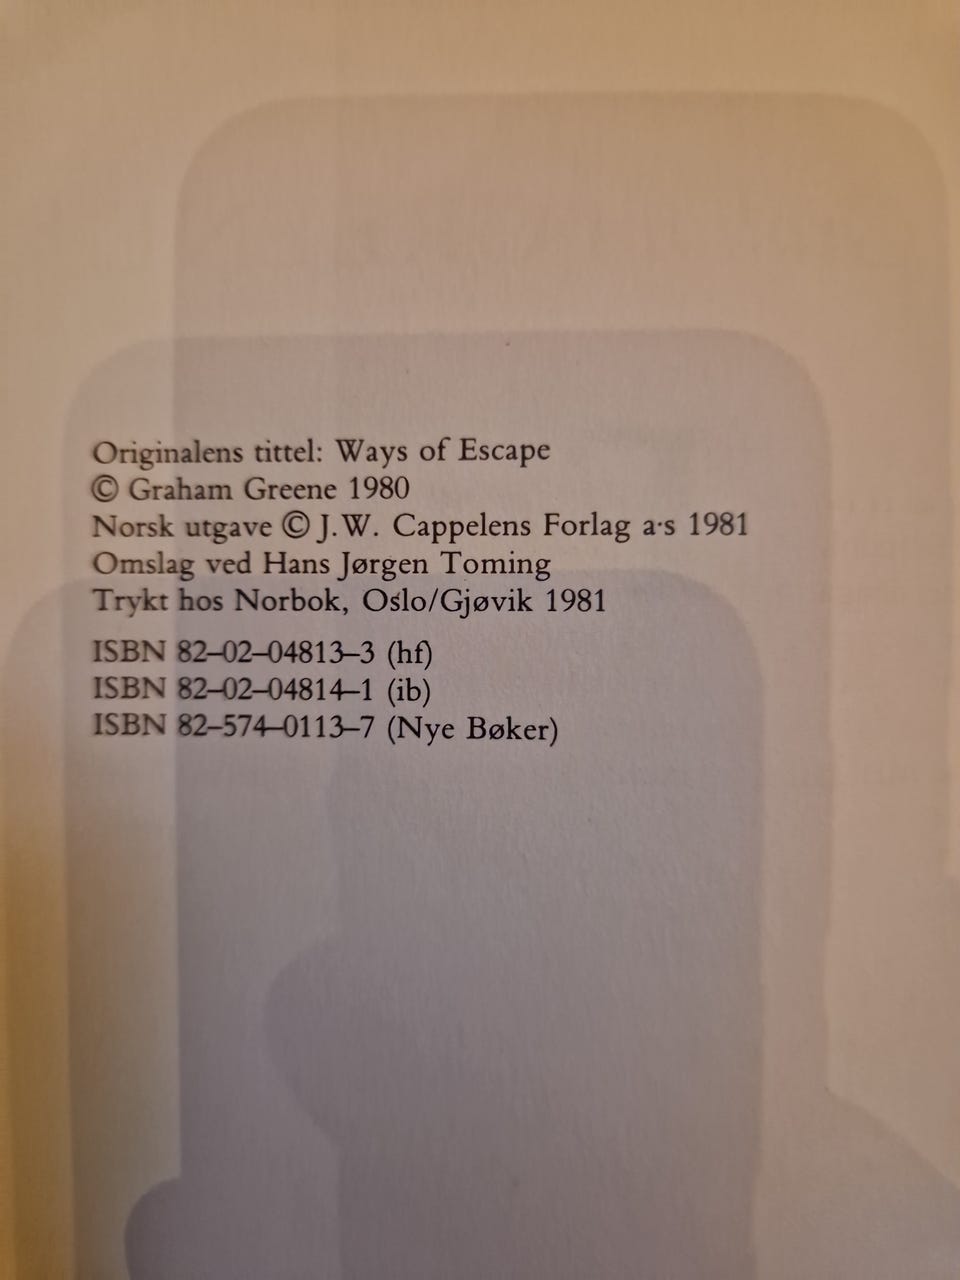 Originalens tittel: Ways of Escape
© Graham Greene 1980
Norsk utgave © J.W. Cappelens Forlag a·s 1981
Omslag ved Hans Jørgen Toming
Trykt hos Norbok, Oslo/Gjøvik 1981
ISBN 82–02–04813–3 (hf)
ISBN 82–02–04814–1 (ib)
ISBN 82–574–0113–7 (Nye Bøker)